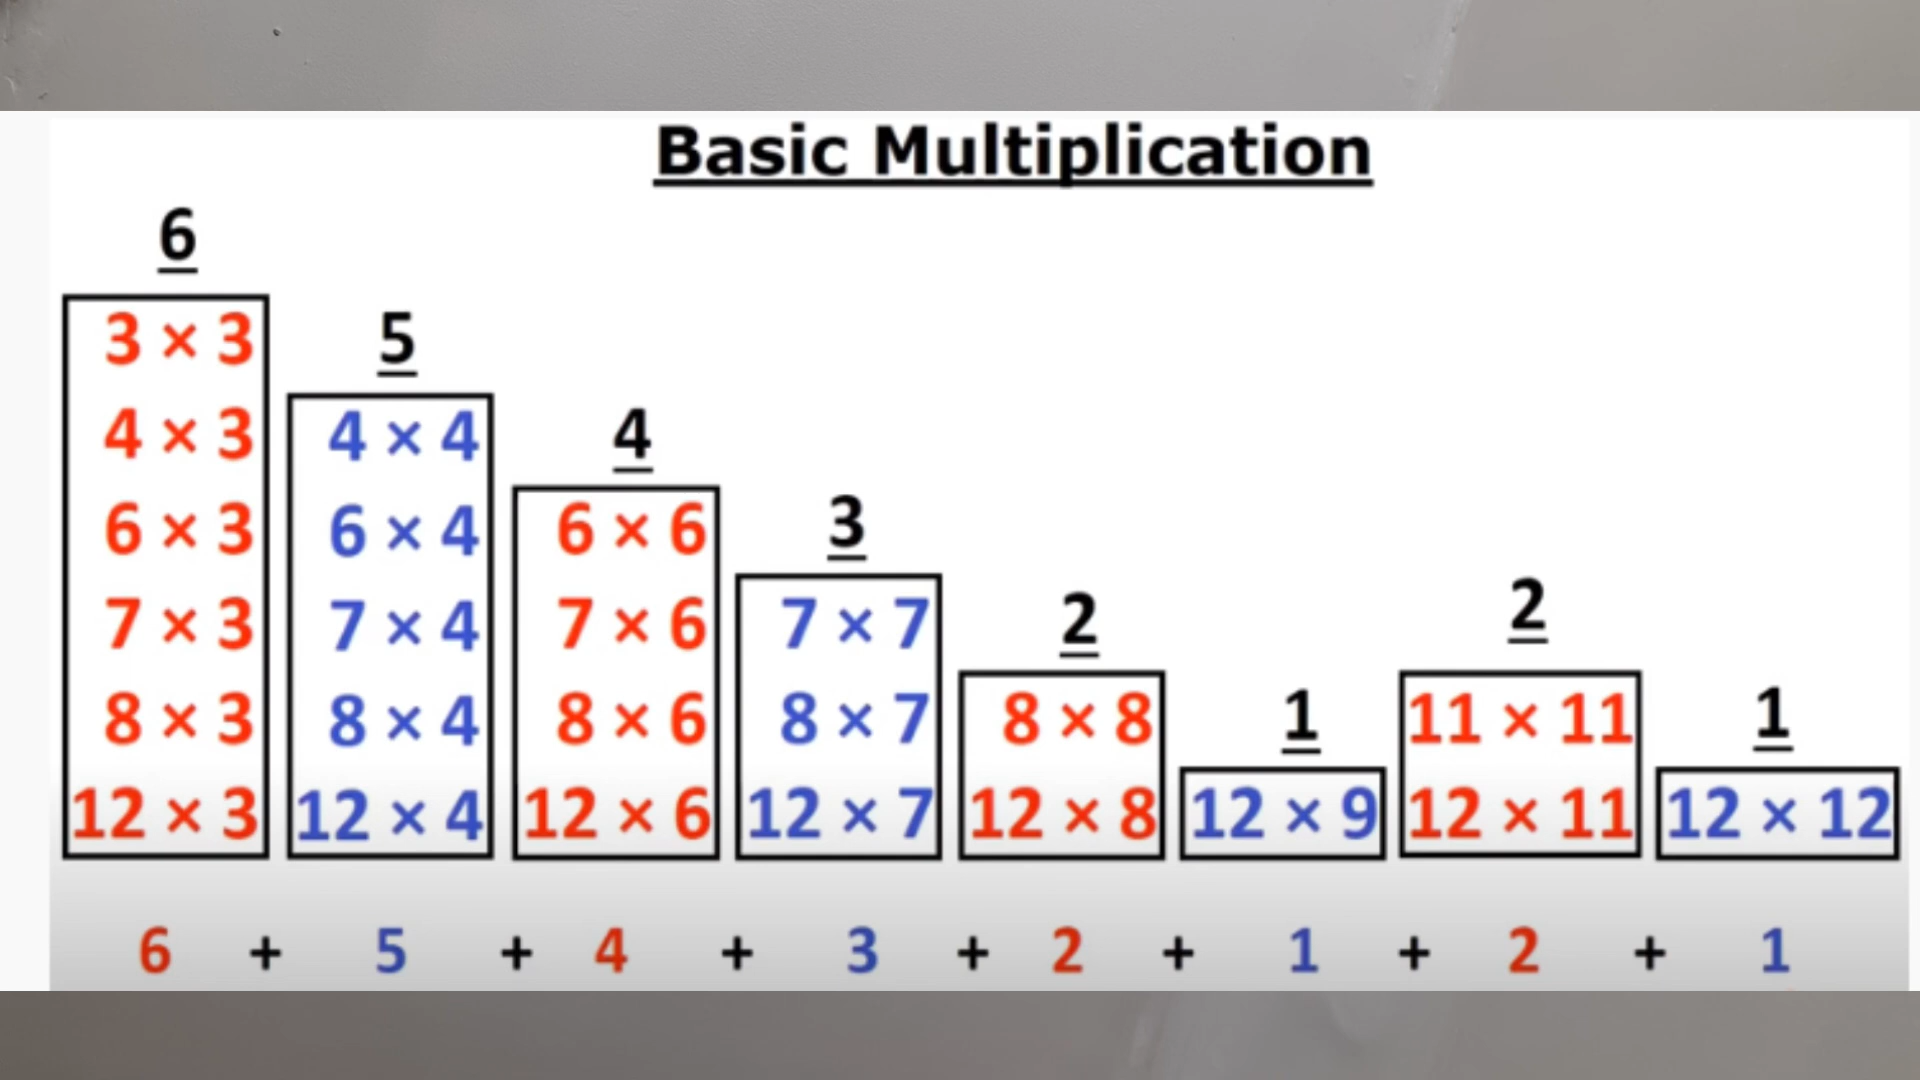 Basic Multiplication
6
3 × 3
4 × 3
6 × 3
7 × 3
8 × 3
12 × 3
5
4 × 4
6 × 4
7 × 4
8 × 4
12 × 4
4
6 × 6
7 × 6
8 × 6
12 × 6
3
7 × 7
8 × 7
12 × 7
2
8 × 8
12 × 8
1
12 × 9
2
11 × 11
12 × 11
1
12 × 12
6 + 5 + 4 + 3 + 2 + 1 + 2 + 1